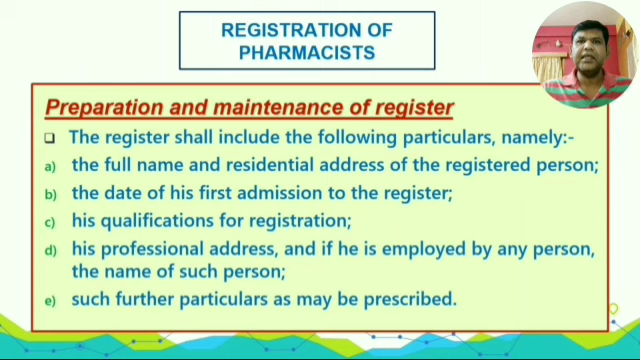 REGISTRATION OF
PHARMACISTS
Preparation and maintenance of register
The register shall include the following particulars, namely:-
a) the full name and residential address of the registered person;
b) the date of his first admission to the register;
c) his qualifications for registration;
d) his professional address, and if he is employed by any person,
the name of such person;
e) such further particulars as may be prescribed.